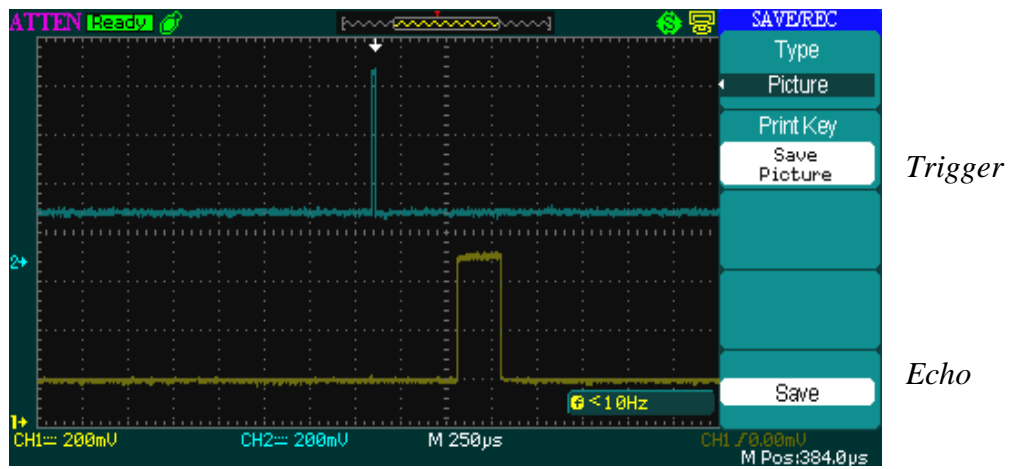 ATTEN Ready SAVE/REC
Type
Picture
Print Key
Save
Picture
Trigger
2
Echo
Save
f <10Hz
1
CH1 200mV CH2 200mV M 250µs CH1 / 0.00mV
M Pos:384.0µs